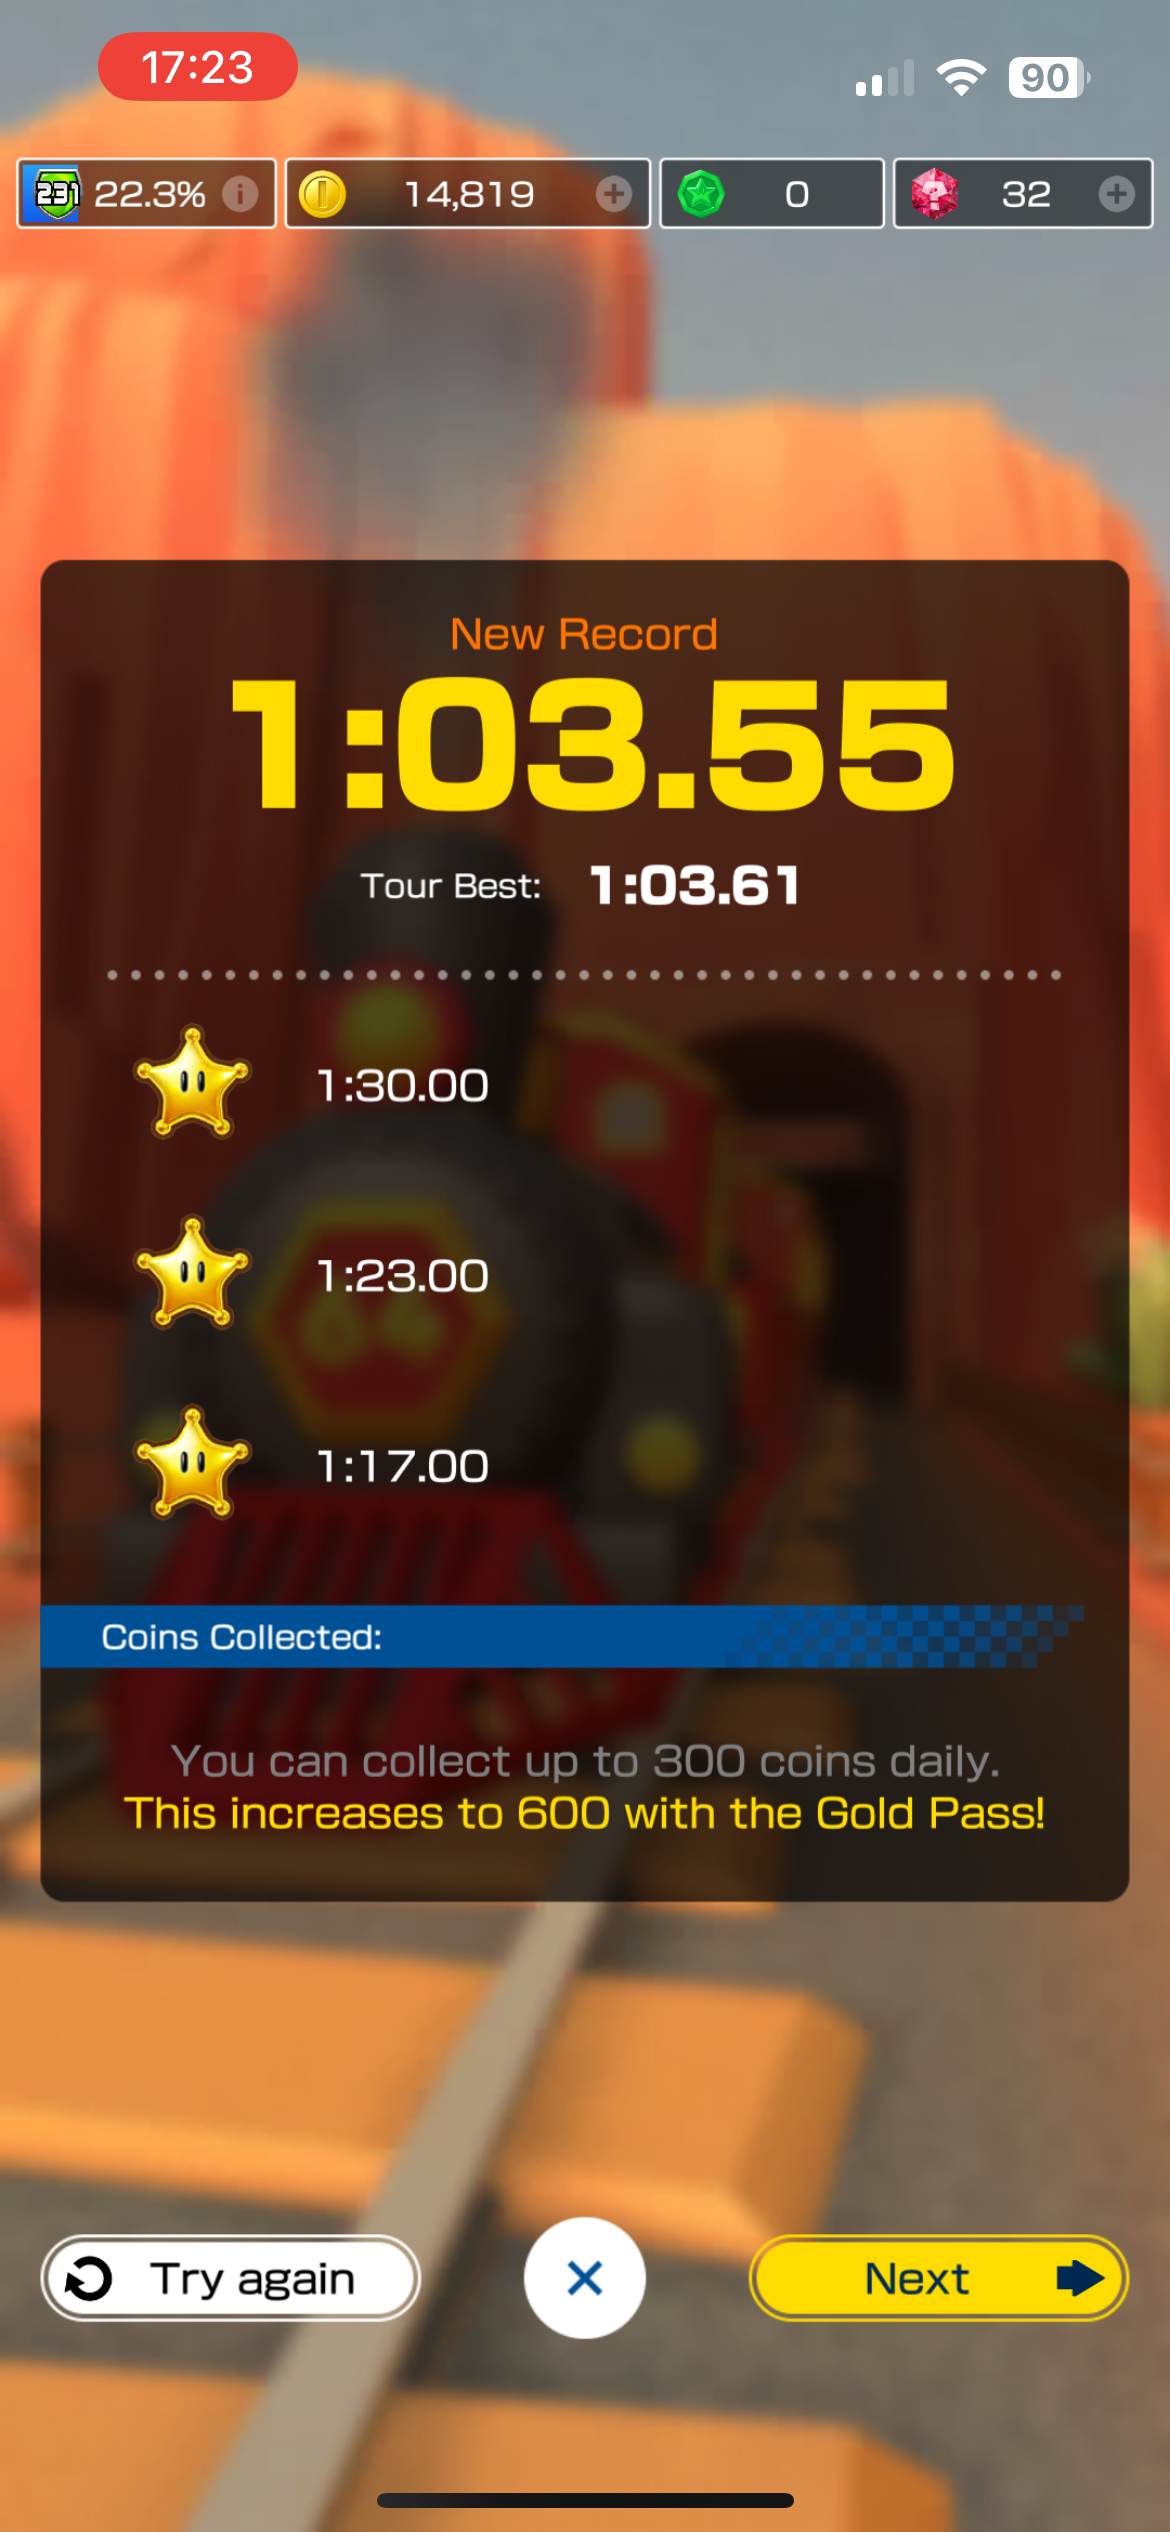 17:23
90
231 22.3% i
14,819 +
0
32 +
New Record
1:03.55
Tour Best: 1:03.61
1:30.00
1:23.00
64
1:17.00
Coins Collected:
You can collect up to 300 coins daily.
This increases to 600 with the Gold Pass!
Try again
×
Next